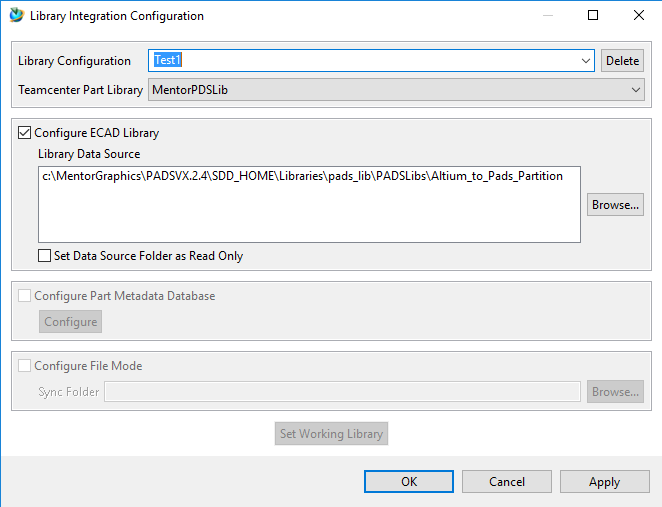 Library Integration Configuration
Library Configuration Test1 Delete
Teamcenter Part Library MentorPDSLib
Configure ECAD Library
Library Data Source
c:\MentorGraphics\PADSVX.2.4\SDD_HOME\Libraries\pads_lib\PADSLibs\Altium_to_Pads_Partition
Browse...
Set Data Source Folder as Read Only
Configure Part Metadata Database
Configure
Configure File Mode
Sync Folder Browse...
Set Working Library
OK Cancel Apply